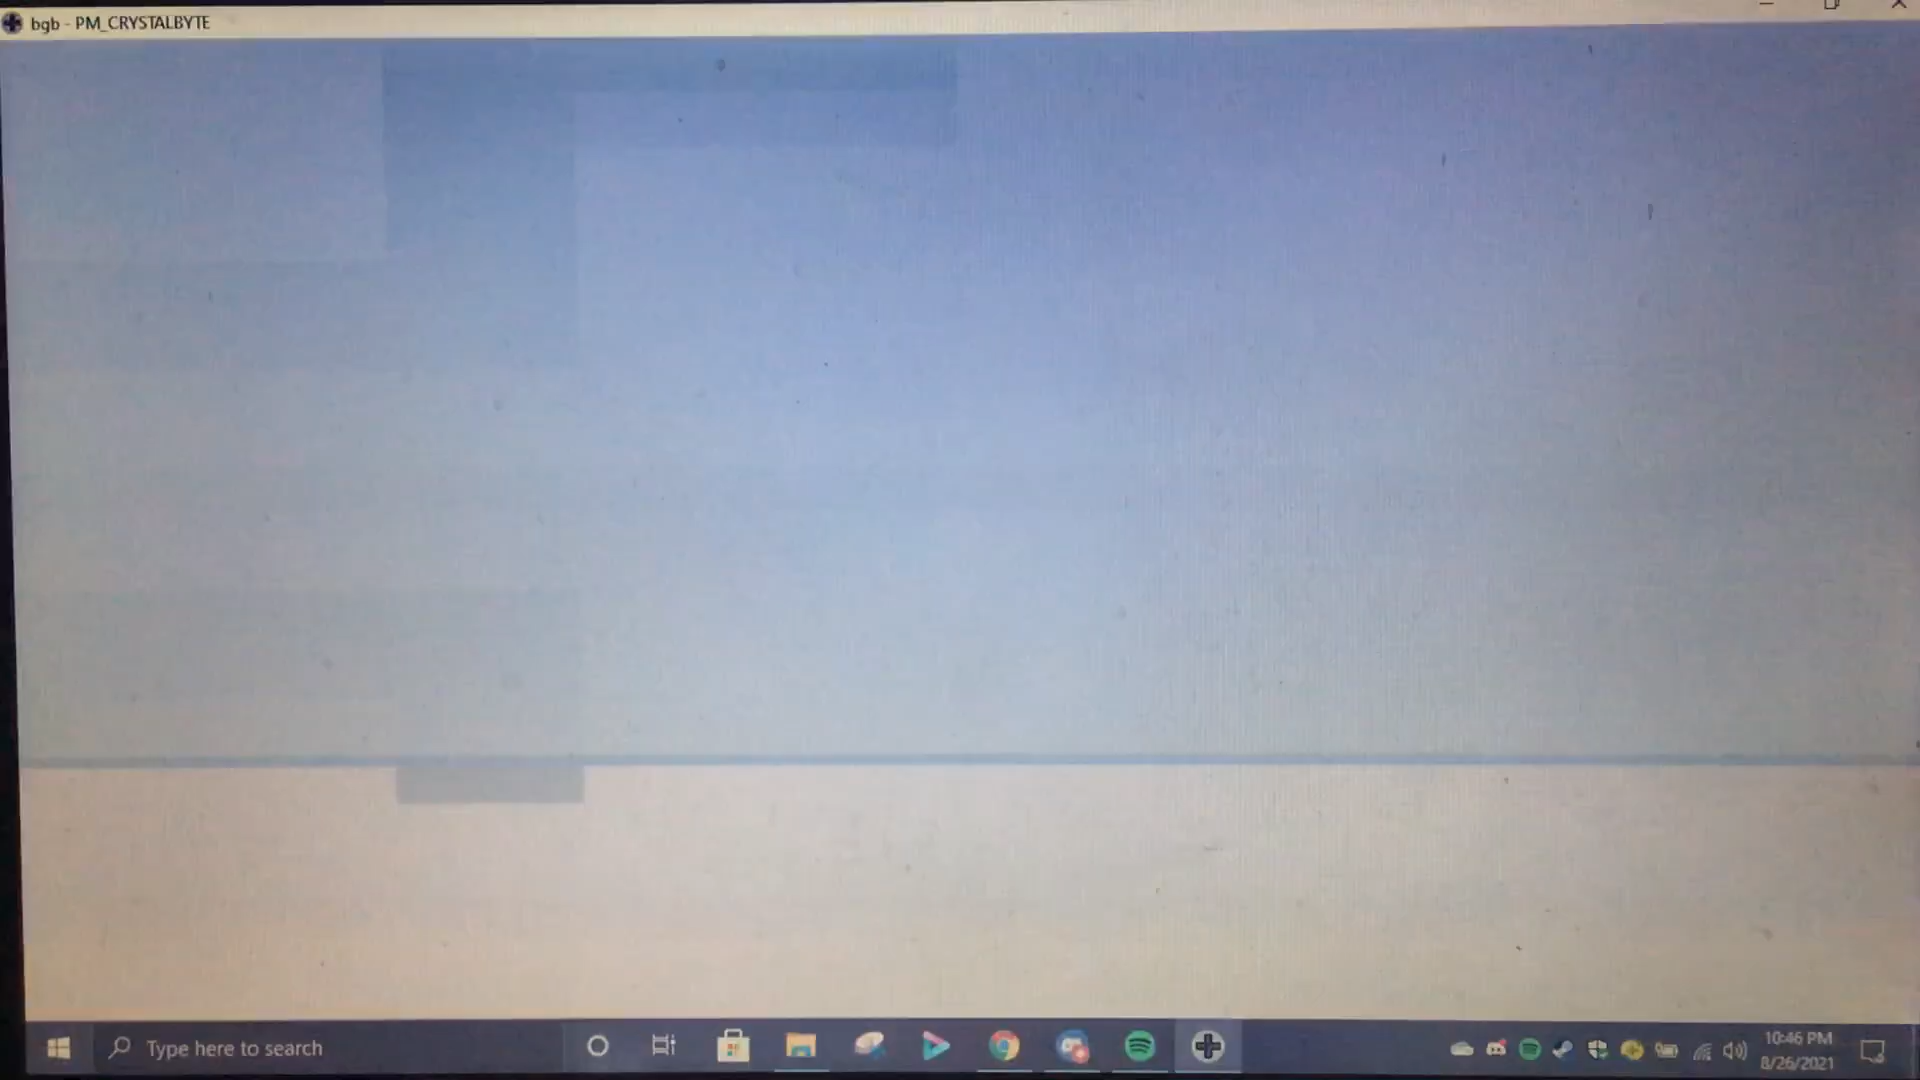 bgb - PM_CRYSTALBYTE
Type here to search
10:46 PM
8/26/2021